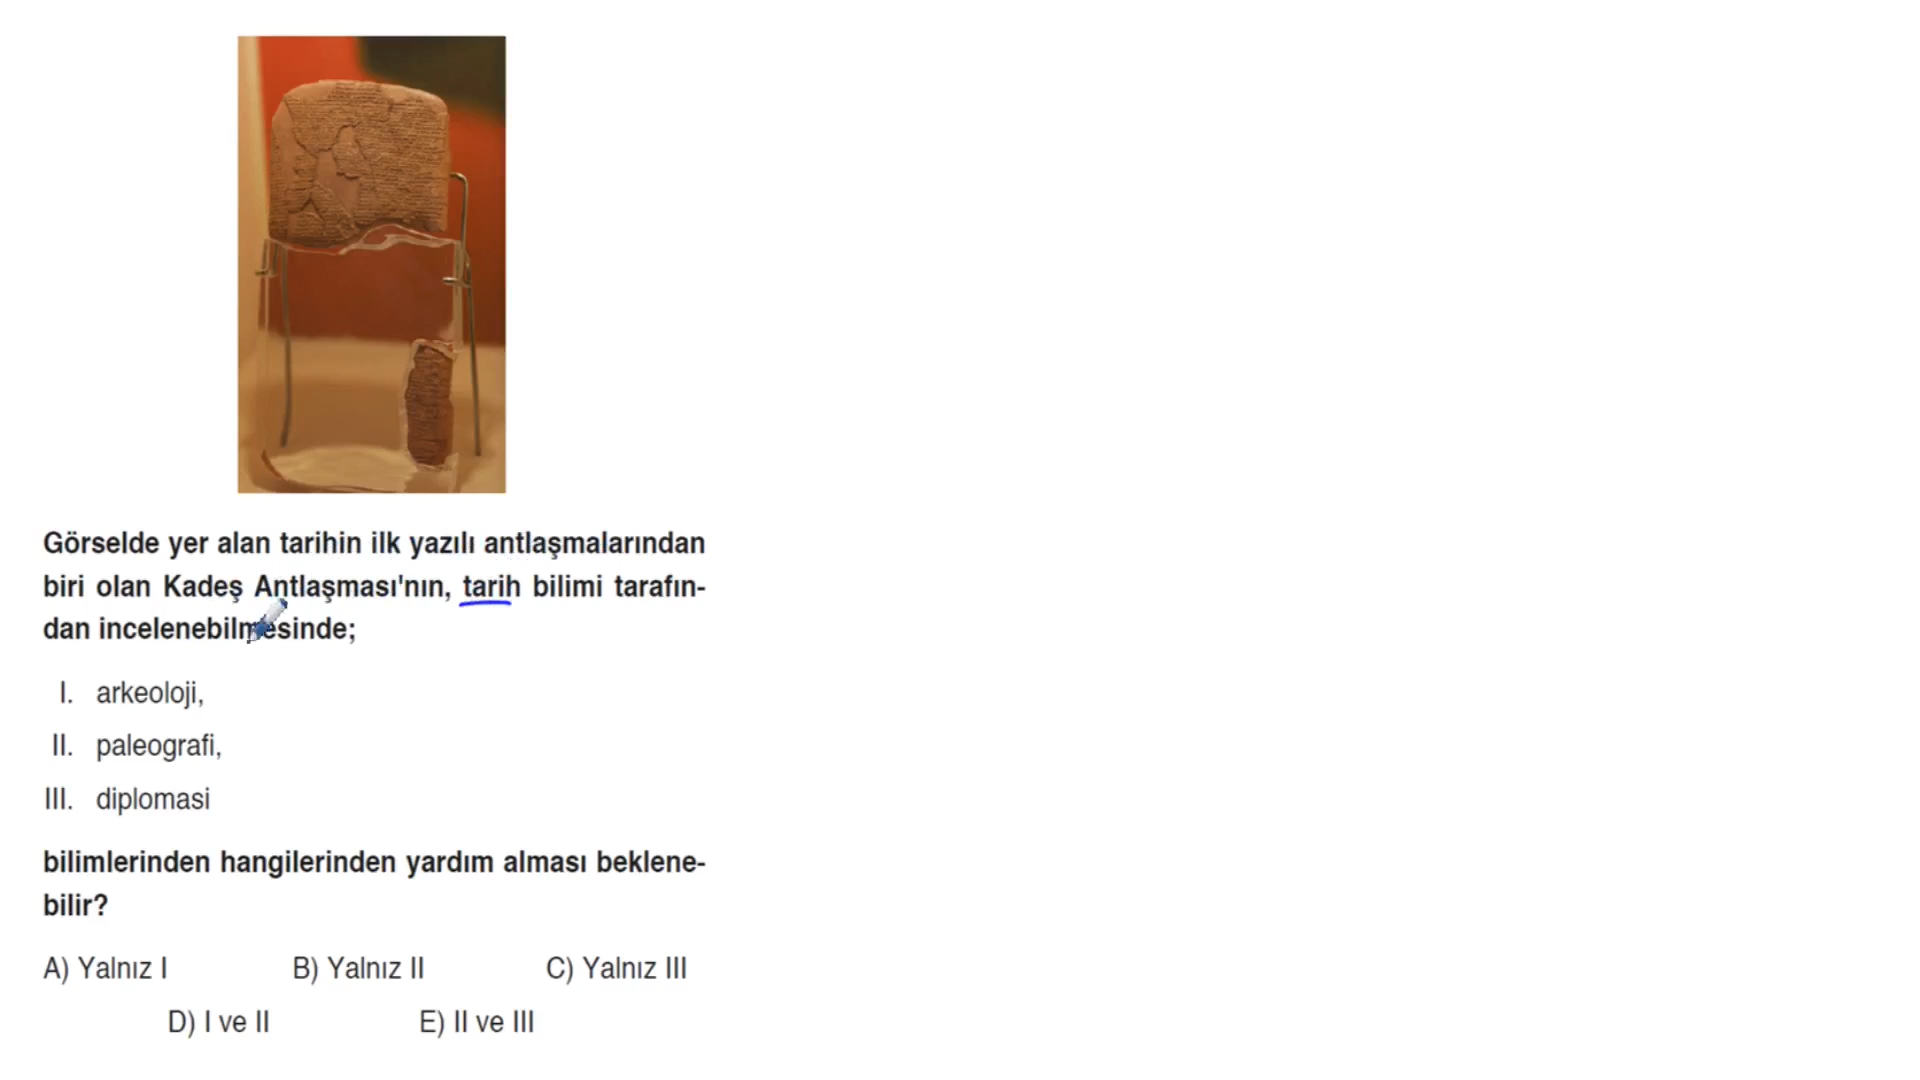 Görselde yer alan tarihin ilk yazılı antlaşmalarından
biri olan Kadeş Antlaşması'nın, tarih bilimi tarafın-
dan incelenebilmesinde;
I. arkeoloji,
II. paleografi,
III. diplomasi
bilimlerinden hangilerinden yardım alması beklene-
bilir?
A) Yalnız I B) Yalnız II C) Yalnız III
D) I ve II E) II ve III